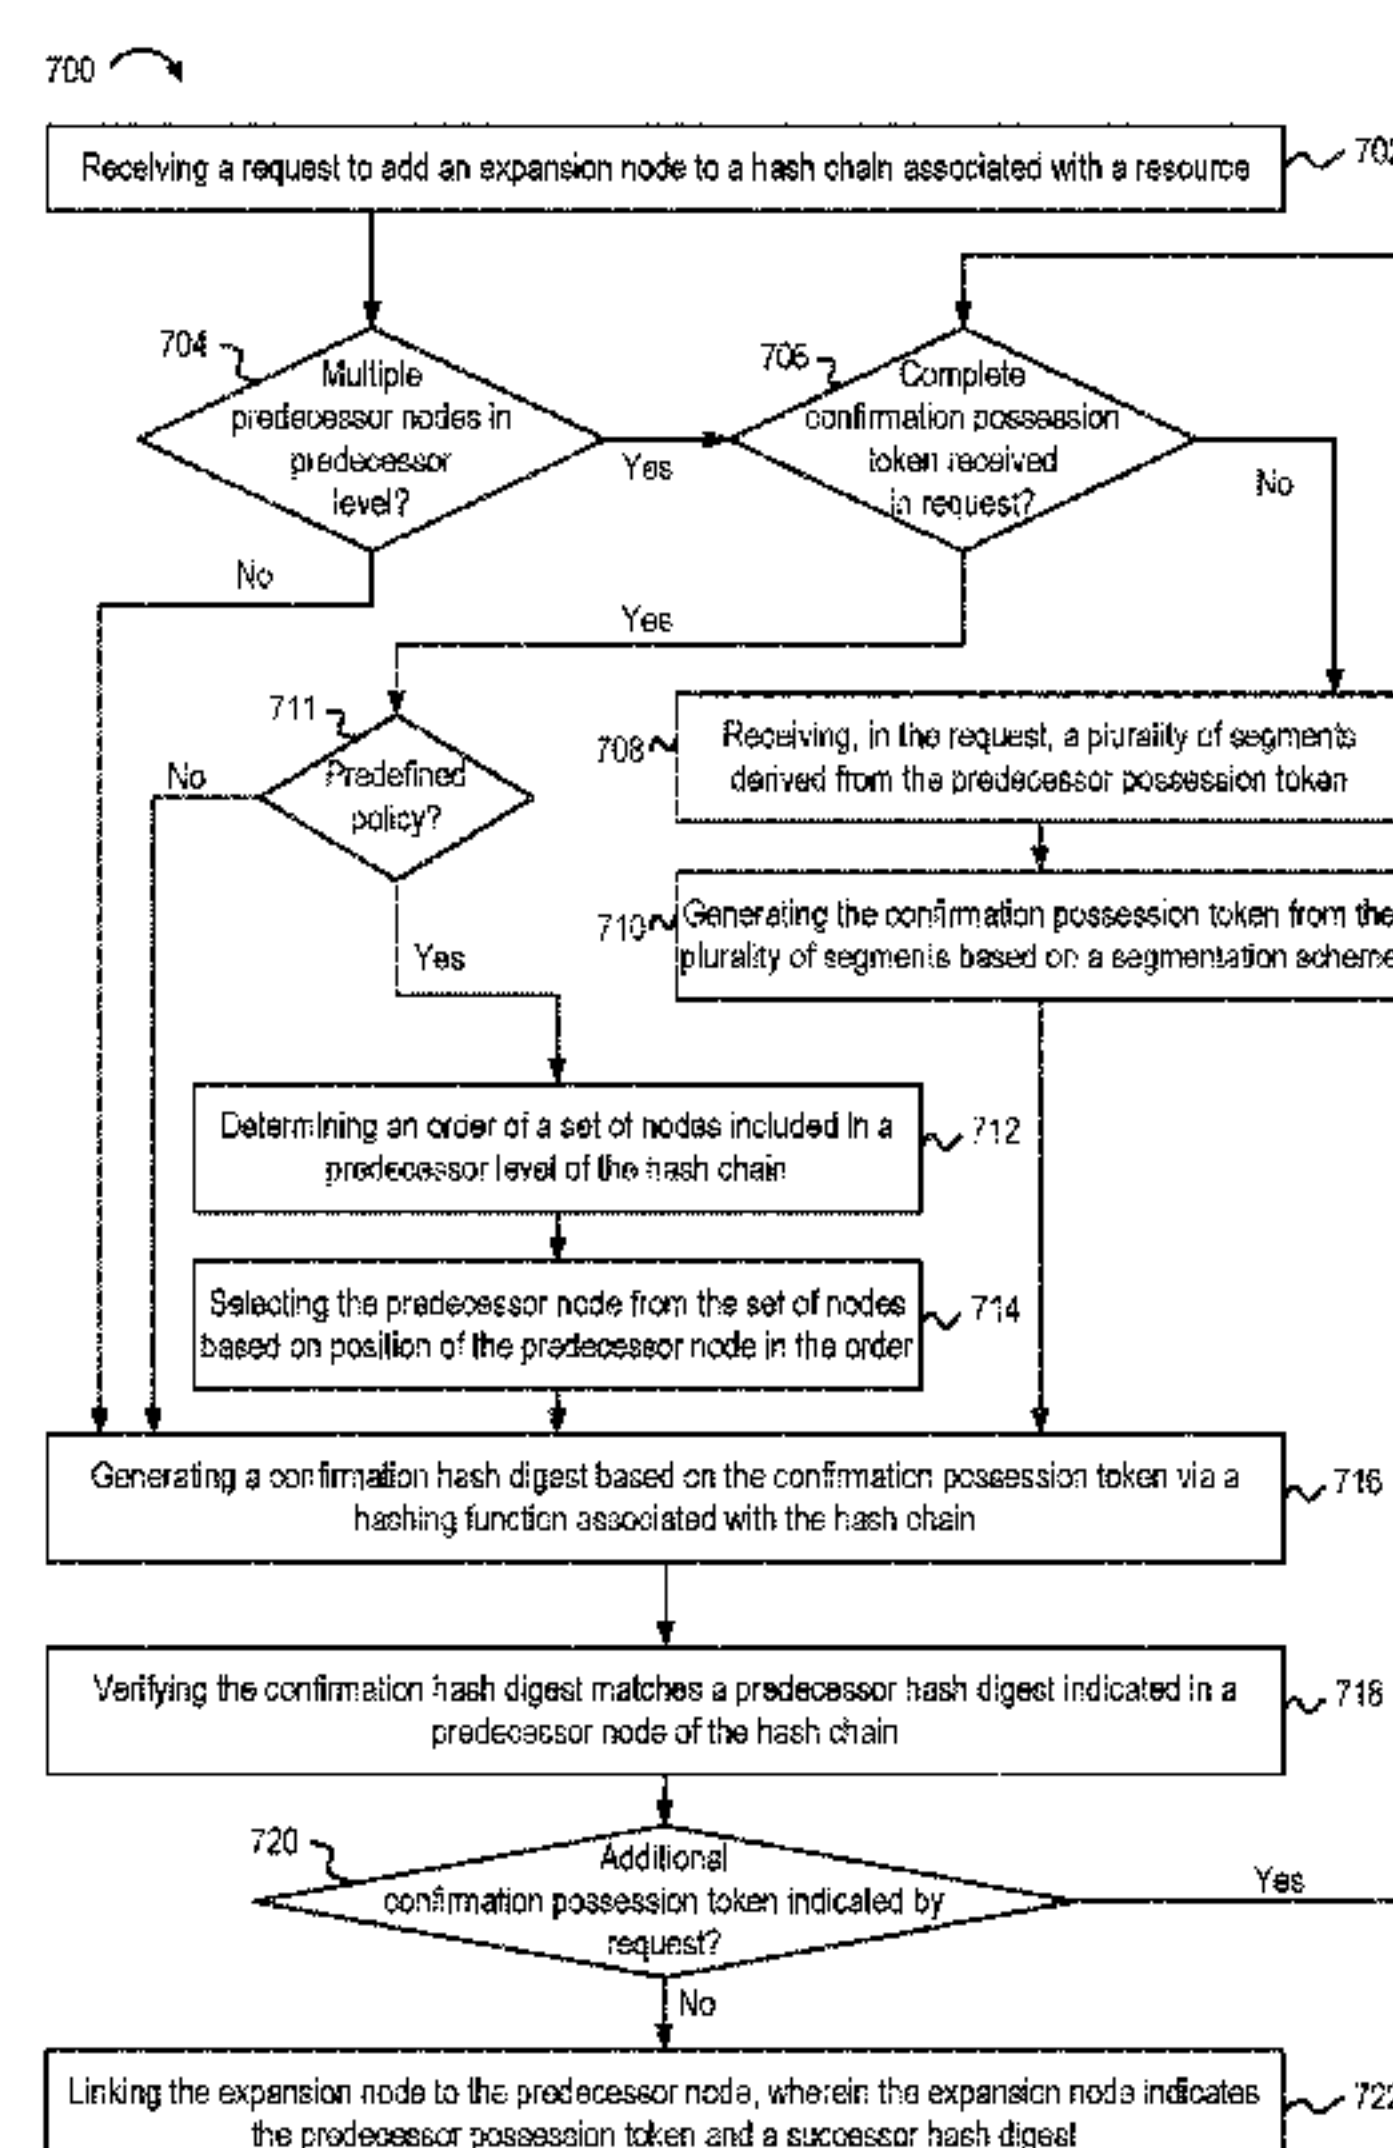 700
Receiving a request to add an expansion node to a hash chain associated with a resource
702
704
Multiple
predecessor nodes in
predecessor
level?
Yes
No
706
Complete
confirmation possession
token received
in request?
No
Yes
711
Predefined
policy?
No
Yes
708
Receiving, in the request, a plurality of segments
derived from the predecessor possession token
710
Generating the confirmation possession token from the
plurality of segments based on a segmentation scheme
Determining an order of a set of nodes included in a
predecessor level of the hash chain
712
Selecting the predecessor node from the set of nodes
based on position of the predecessor node in the order
714
Generating a confirmation hash digest based on the confirmation possession token via a
hashing function associated with the hash chain
716
Verifying the confirmation hash digest matches a predecessor hash digest indicated in a
predecessor node of the hash chain
718
720
Additional
confirmation possession token indicated by
request?
Yes
No
Linking the expansion node to the predecessor node, wherein the expansion node indicates
the predecessor possession token and a successor hash digest
722